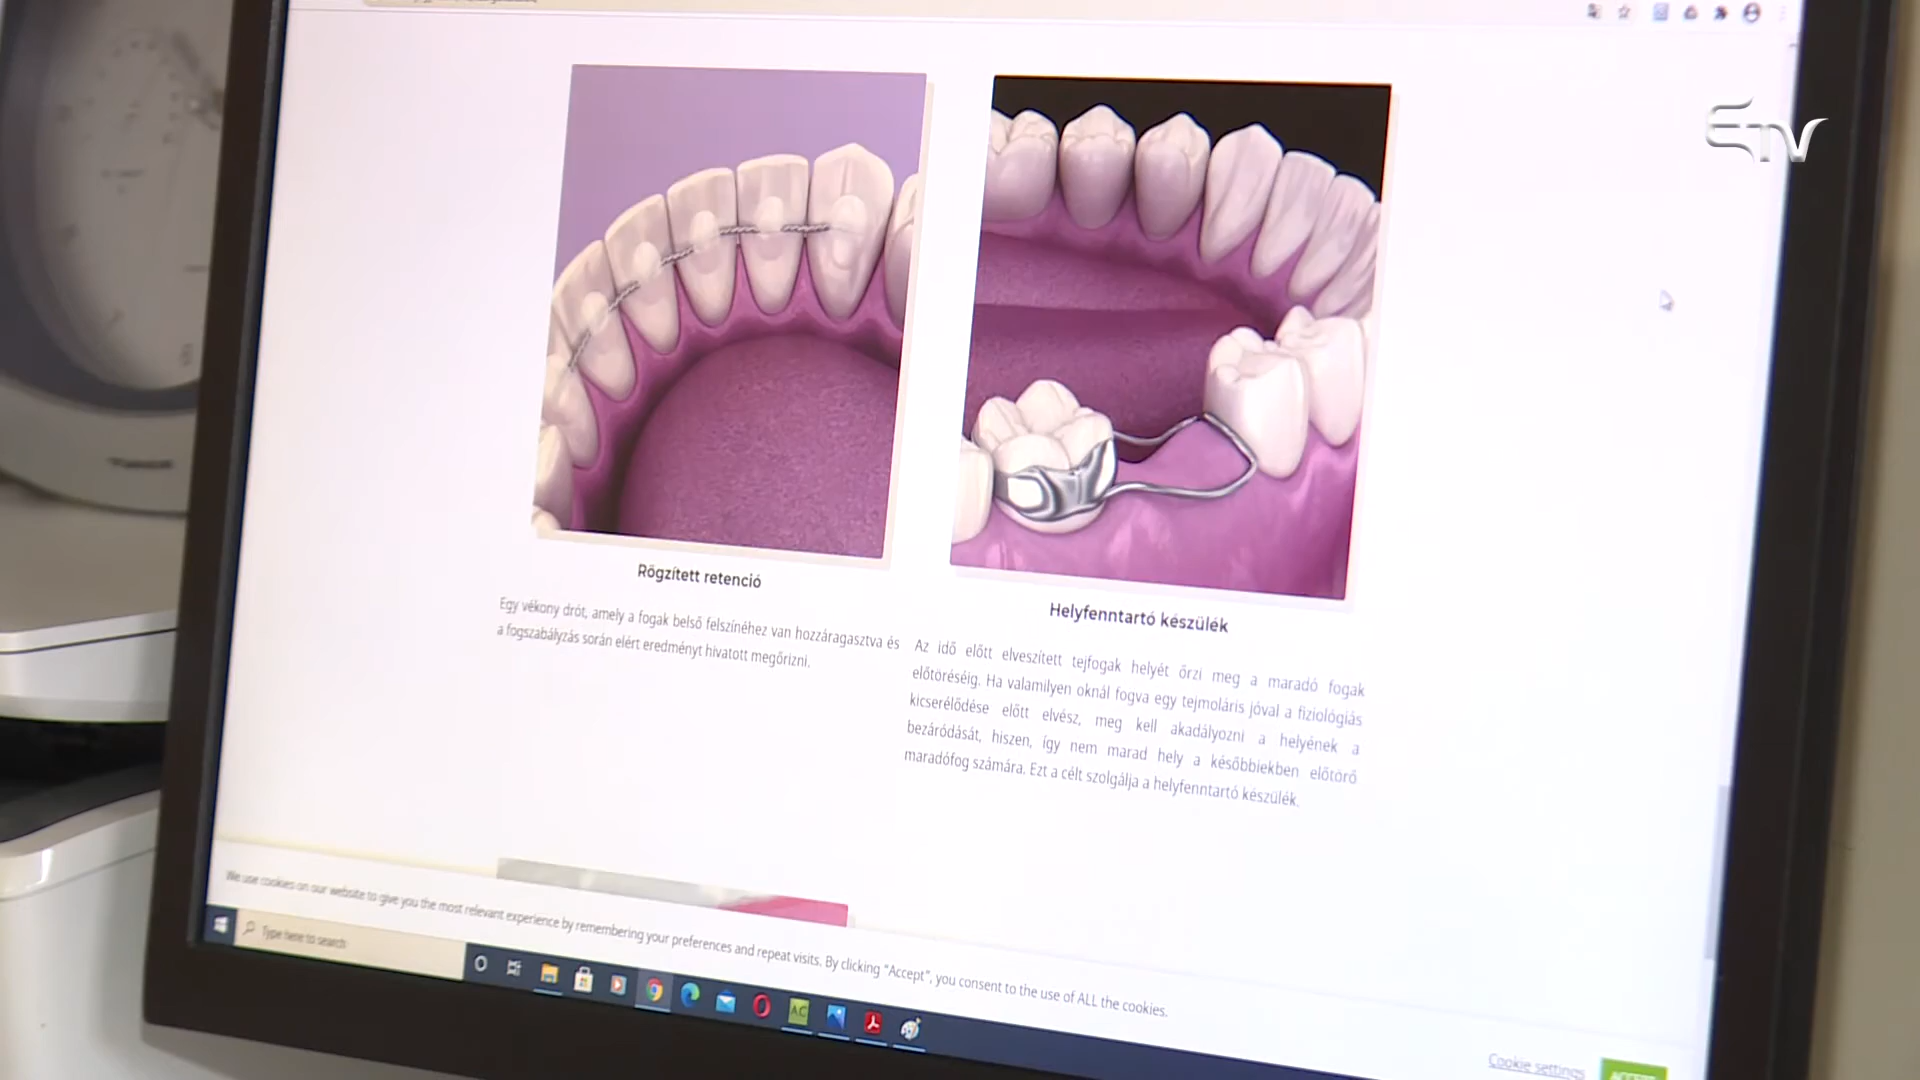 ETV
Rögzített retenció
Egy vékony drót, amely a fogak belső felszínéhez van hozzáragasztva és
a fogszabályzás során elért eredményt hivatott megőrizni.
Helyfenntartó készülék
Az idő előtt elveszített tejfogak helyét őrzi meg a maradó fogak
előtöréséig. Ha valamilyen oknál fogva egy tejmoláris jóval a fiziológiás
kicserélődése előtt elvész, meg kell akadályozni a helyének a
bezáródását, hiszen, így nem marad hely a későbbiekben előtörő
maradófog számára. Ezt a célt szolgálja a helyfenntartó készülék.
We use cookies on our website to give you the most relevant experience by remembering your preferences and repeat visits. By clicking "Accept", you consent to the use of ALL the cookies.
Cookie settings
ACCEPT
Type here to search
AC